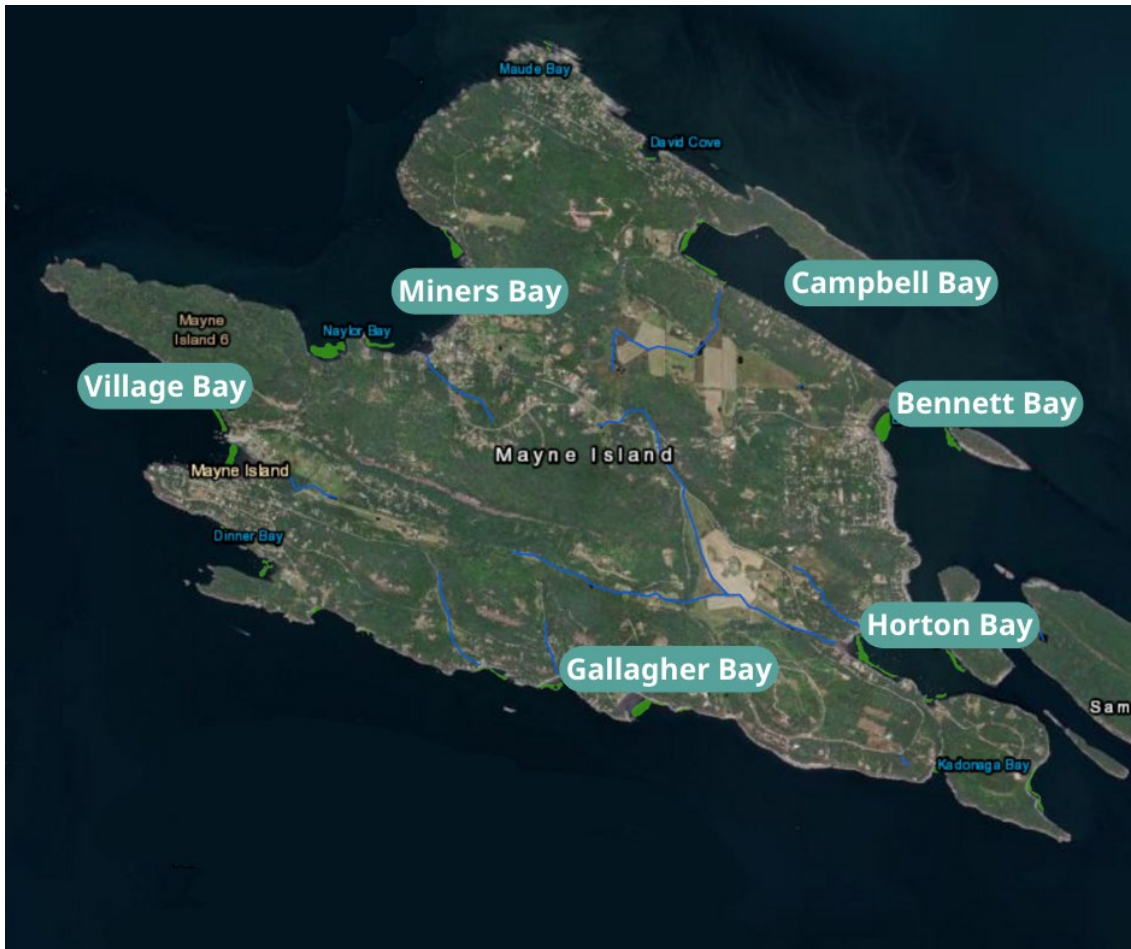 Maude Bay
David Cove
Miners Bay
Campbell Bay
Mayne
Island 6
Naylor Bay
Village Bay
Bennett Bay
Mayne Island
Mayne Island
Dinner Bay
Horton Bay
Gallagher Bay
Sam
Kadonaga Bay